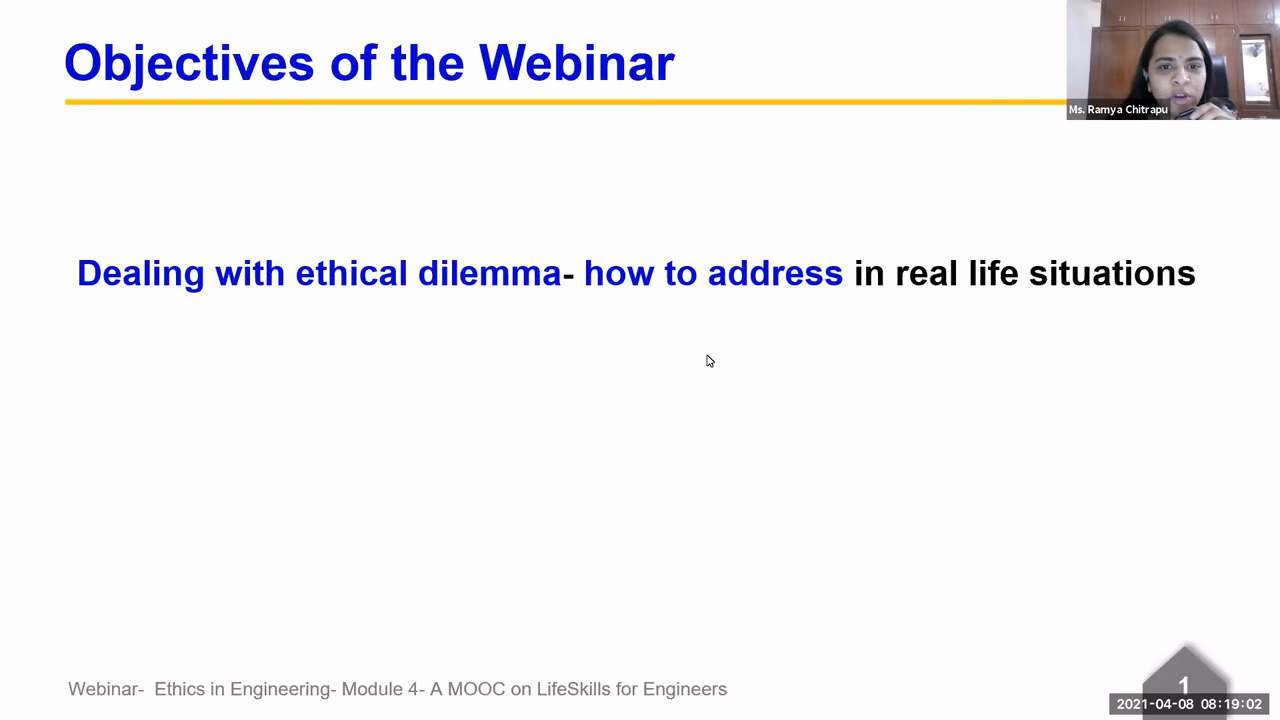 Objectives of the Webinar
Ms. Ramya Chitrapu
Dealing with ethical dilemma- how to address in real life situations
Webinar-  Ethics in Engineering- Module 4- A MOOC on LifeSkills for Engineers
1
2021-04-08 08:19:02